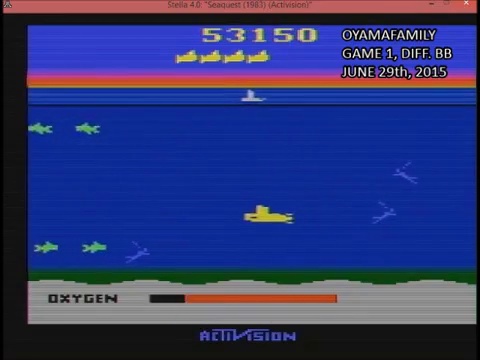 Stella 4.0: "Seaquest (1983) (Activision)"
53150
OYAMAFAMILY
GAME 1, DIFF. BB
JUNE 29th, 2015
OXYGEN
ACTIVISION